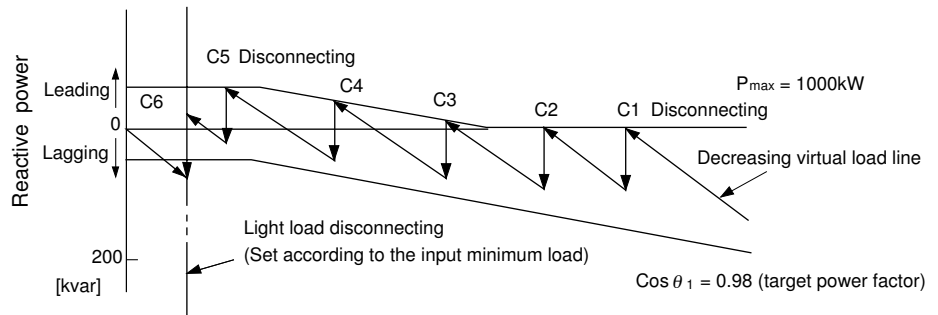 C5 Disconnecting
Pmax = 1000kW
Leading
C6
C4
C3
C2
C1 Disconnecting
0
Reactive power
Lagging
Decreasing virtual load line
Light load disconnecting
(Set according to the input minimum load)
200
[kvar]
Cos θ 1 = 0.98 (target power factor)